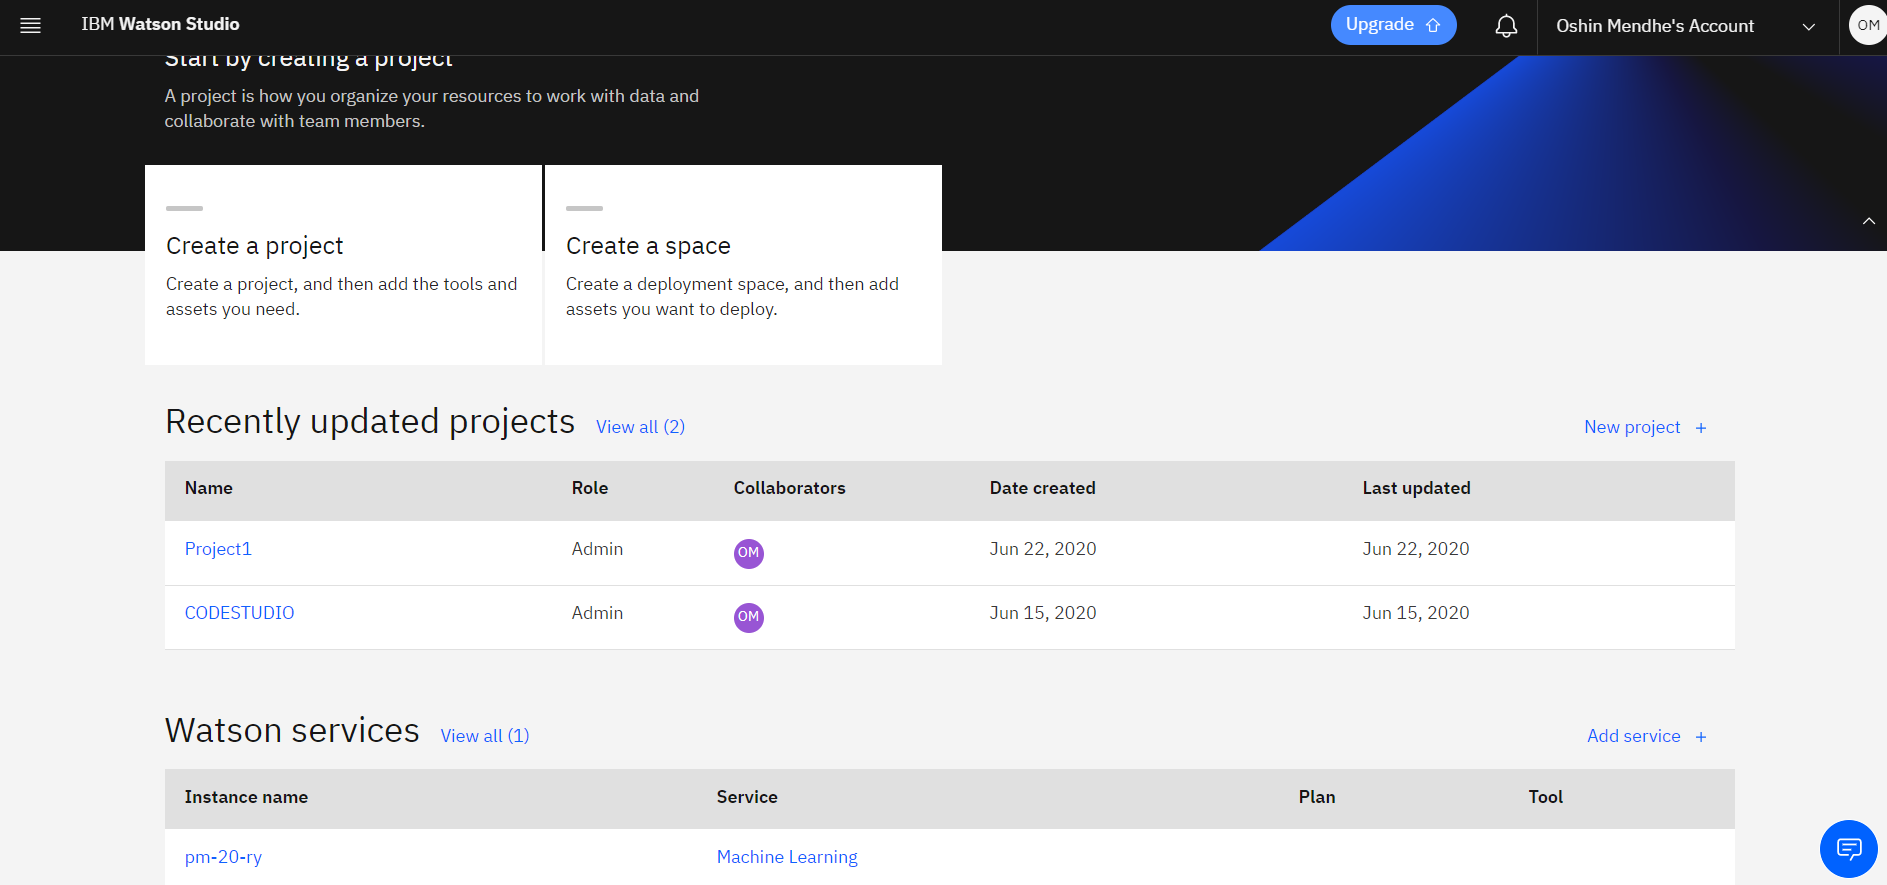 IBM Watson Studio
Upgrade
Oshin Mendhe's Account
OM
Start by creating a project
A project is how you organize your resources to work with data and
collaborate with team members.
Create a project
Create a project, and then add the tools and
assets you need.
Create a space
Create a deployment space, and then add
assets you want to deploy.
Recently updated projects View all (2)
New project +
Name Role Collaborators Date created Last updated
Project1 Admin OM Jun 22, 2020 Jun 22, 2020
CODESTUDIO Admin OM Jun 15, 2020 Jun 15, 2020
Watson services View all (1)
Add service +
Instance name Service Plan Tool
pm-20-ry Machine Learning